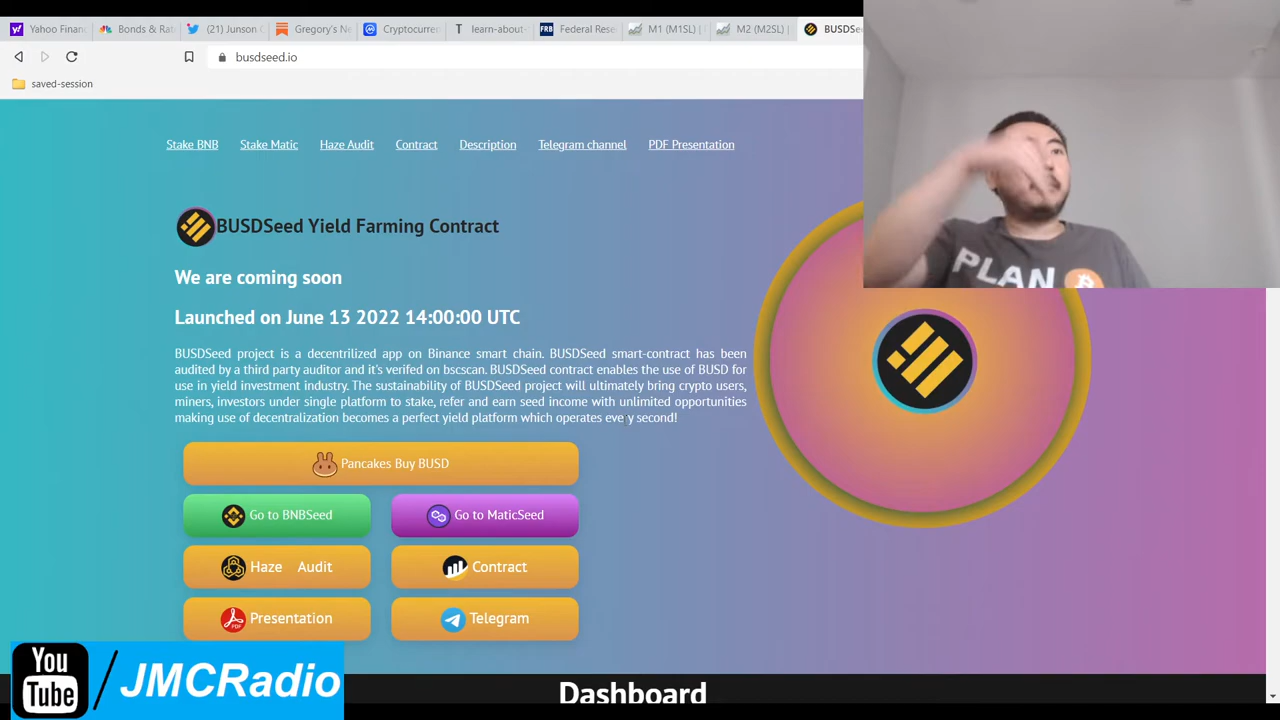 Yahoo Finan
Bonds & Rat
(21) Junson
Gregory's Ne
Cryptocurren
learn-about-
FRB
Federal Rese
M1 (M1SL) |
M2 (M2SL) |
BUSDSe
busdseed.io
saved-session
Stake BNB
Stake Matic
Haze Audit
Contract
Description
Telegram channel
PDF Presentation
BUSDSeed Yield Farming Contract
We are coming soon
Launched on June 13 2022 14:00:00 UTC
BUSDSeed project is a decentrilized app on Binance smart chain. BUSDSeed smart-contract has been
audited by a third party auditor and it's verifed on bscscan. BUSDSeed contract enables the use of BUSD for
use in yield investment industry. The sustainability of BUSDSeed project will ultimately bring crypto users,
miners, investors under single platform to stake, refer and earn seed income with unlimited opportunities
making use of decentralization becomes a perfect yield platform which operates every second!
Pancakes Buy BUSD
Go to BNBSeed
Go to MaticSeed
Haze Audit
Contract
PDF
Presentation
Telegram
PLAN
You
Tube
/JMCRadio
Dashboard